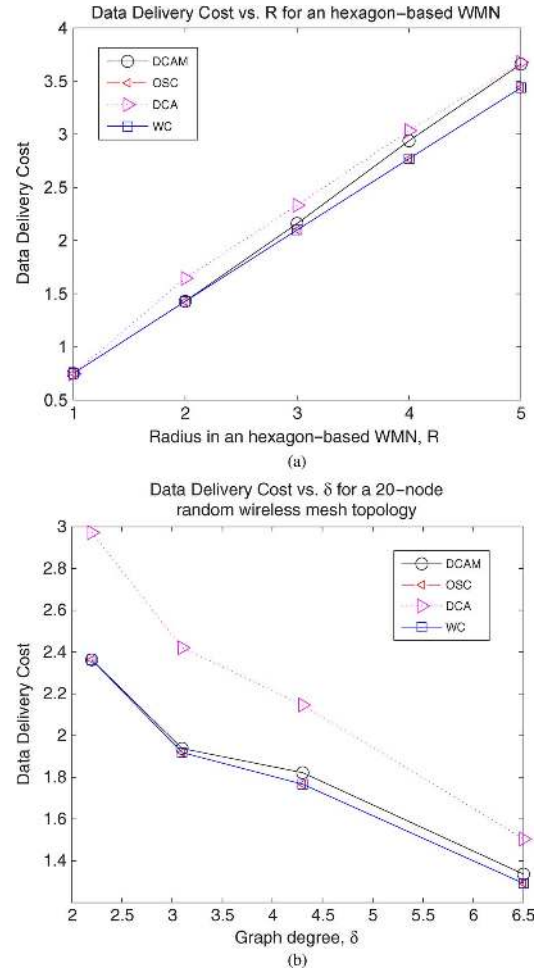 Data Delivery Cost vs. R for an hexagon-based WMN
4
3.5
3
2.5
2
1.5
1
0.5
Data Delivery Cost
DCAM
OSC
DCA
WC
1 2 3 4 5
Radius in an hexagon-based WMN, R
(a)
Data Delivery Cost vs. δ for a 20-node
random wireless mesh topology
3
2.8
2.6
2.4
2.2
2
1.8
1.6
1.4
Data Delivery Cost
DCAM
OSC
DCA
WC
2 2.5 3 3.5 4 4.5 5 5.5 6 6.5
Graph degree, δ
(b)